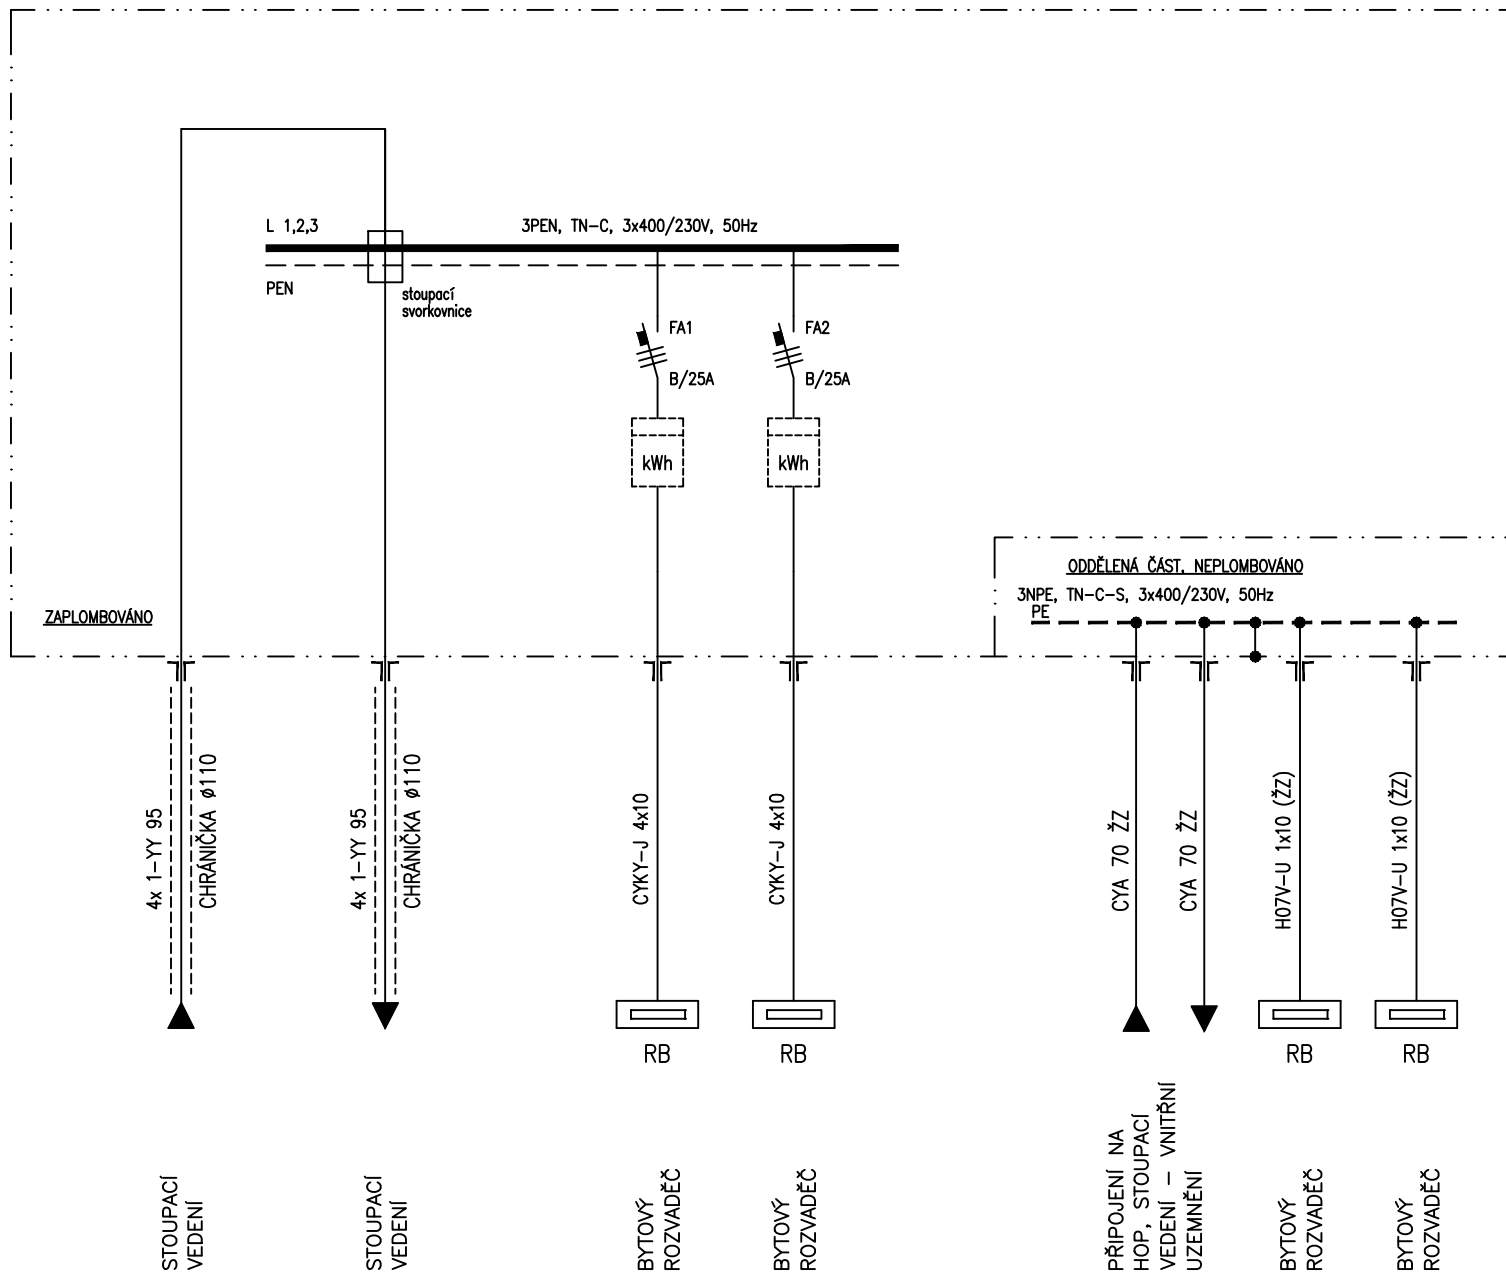 L 1,2,3
3PEN, TN-C, 3x400/230V, 50Hz
PEN
stoupací
svorkovnice
FA1
FA2
B/25A
B/25A
kWh
kWh
ODDĚLENÁ ČÁST, NEPLOMBOVÁNO
3NPE, TN-C-S, 3x400/230V, 50Hz
PE
ZAPLOMBOVÁNO
4x 1-YY 95
CHRÁNIČKA ø110
4x 1-YY 95
CHRÁNIČKA ø110
CYKY-J 4x10
CYKY-J 4x10
CYA 70 ŽZ
CYA 70 ŽZ
H07V-U 1x10 (ŽZ)
H07V-U 1x10 (ŽZ)
RB
RB
RB
RB
STOUPACÍ
VEDENÍ
STOUPACÍ
VEDENÍ
BYTOVÝ
ROZVADĚČ
BYTOVÝ
ROZVADĚČ
PŘIPOJENÍ NA
HOP, STOUPACÍ
VEDENÍ - VNITŘNÍ
UZEMNĚNÍ
BYTOVÝ
ROZVADĚČ
BYTOVÝ
ROZVADĚČ